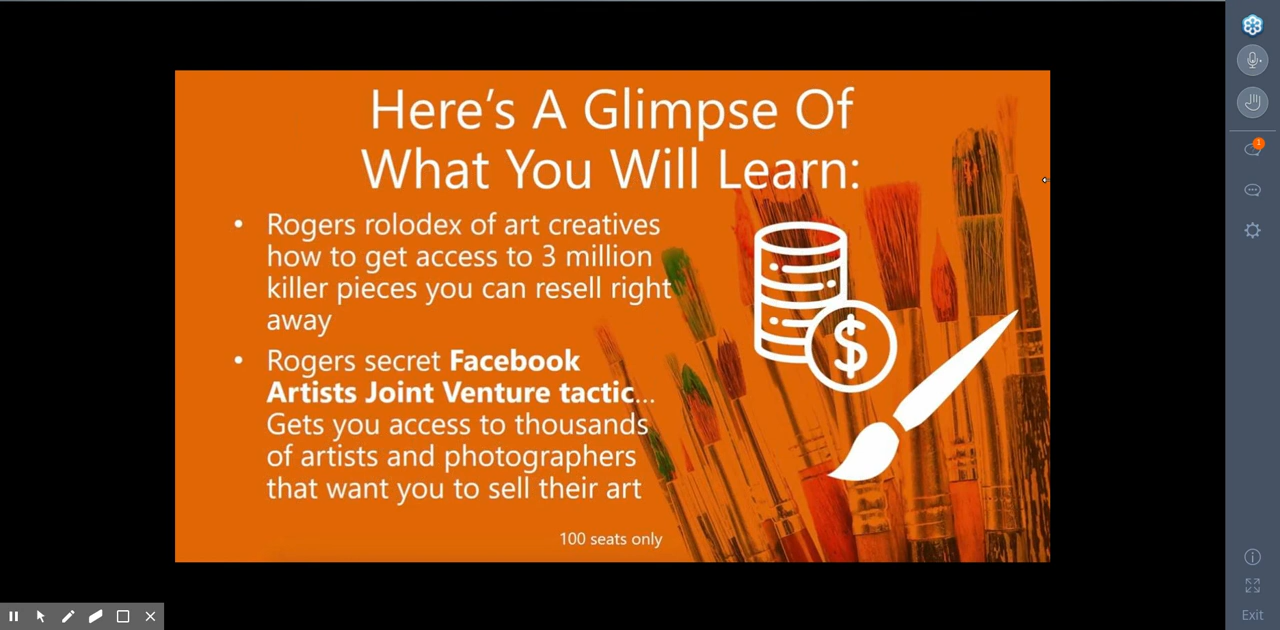 Here's A Glimpse Of
What You Will Learn:
• Rogers rolodex of art creatives
how to get access to 3 million
killer pieces you can resell right
away
• Rogers secret Facebook
Artists Joint Venture tactic...
Gets you access to thousands
of artists and photographers
that want you to sell their art
$
100 seats only
1
Exit